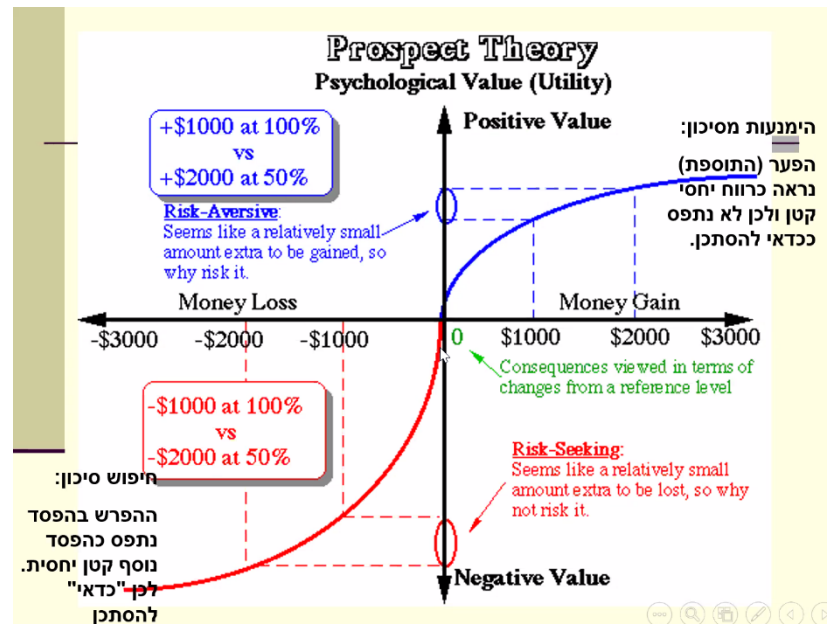 Prospect Theory
Psychological Value (Utility)
+$1000 at 100%
vs
+$2000 at 50%
Positive Value
הימנעות מסיכון:
הפער (התוספת)
נראה כרווח יחסי
קטן ולכן לא נתפס
ככדאי להסתכן.
Risk-Aversive:
Seems like a relatively small
amount extra to be gained, so
why risk it.
Money Loss
Money Gain
-$3000 -$2000 -$1000 0 $1000 $2000 $3000
Consequences viewed in terms of
changes from a reference level
-$1000 at 100%
vs
-$2000 at 50%
Risk-Seeking:
Seems like a relatively small
amount extra to be lost, so why
not risk it.
חיפוש סיכון:
ההפרש בהפסד
נתפס כהפסד
נוסף קטן יחסית.
לכן "כדאי"
להסתכן
Negative Value